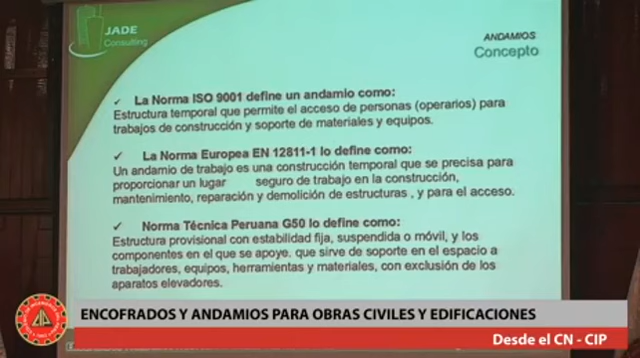 JADE
Consulting
ANDAMIOS
Concepto
✓ La Norma ISO 9001 define un andamio como:
Estructura temporal que permite el acceso de personas (operarios) para
trabajos de construcción y soporte de materiales y equipos.
✓ La Norma Europea EN 12811-1 lo define como:
Un andamio de trabajo es una construcción temporal que se precisa para
proporcionar un lugar seguro de trabajo en la construcción,
mantenimiento, reparación y demolición de estructuras , y para el acceso.
✓ Norma Técnica Peruana G50 lo define como:
Estructura provisional con estabilidad fija, suspendida o móvil, y los
componentes en el que se apoye. que sirve de soporte en el espacio a
trabajadores, equipos, herramientas y materiales, con exclusión de los
aparatos elevadores.
ENCOFRADOS Y ANDAMIOS PARA OBRAS CIVILES Y EDIFICACIONES
Desde el CN - CIP